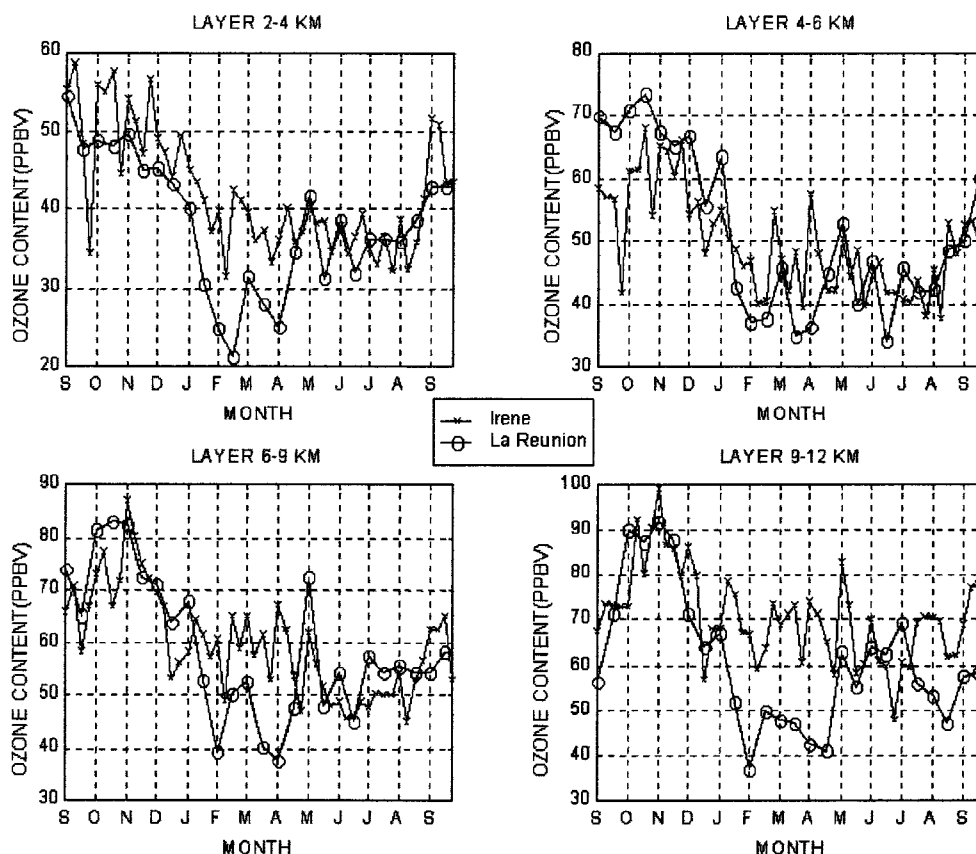 LAYER 2-4 KM
OZONE CONTENT(PPBV)
60
50
40
30
20
S O N D J F M A M J J A S
MONTH
LAYER 4-6 KM
OZONE CONTENT(PPBV)
80
70
60
50
40
30
S O N D J F M A M J J A S
MONTH
Irene
La Reunion
LAYER 6-9 KM
OZONE CONTENT(PPBV)
90
80
70
60
50
40
30
S O N D J F M A M J J A S
MONTH
LAYER 9-12 KM
OZONE CONTENT(PPBV)
100
90
80
70
60
50
40
30
S O N D J F M A M J J A S
MONTH